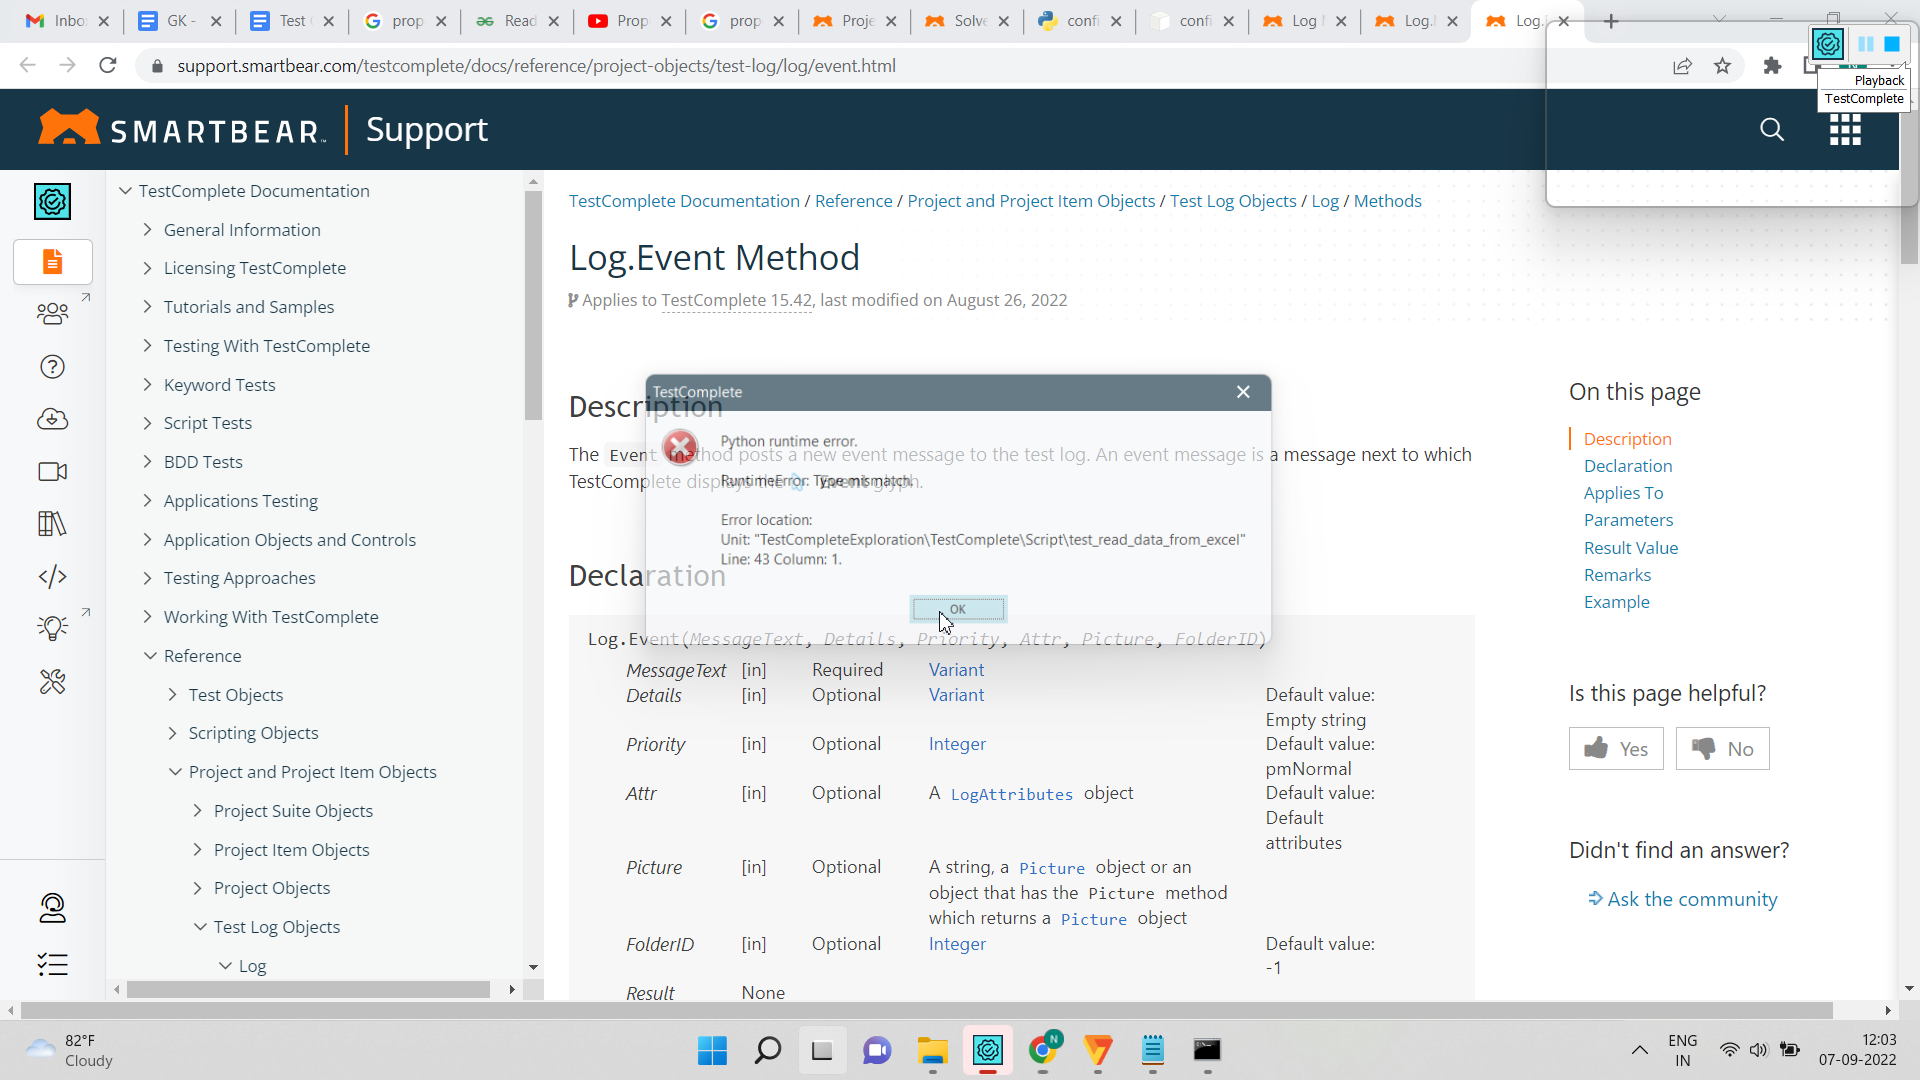 Inbo
GK -
Test
prop
Read
Prop
prop
Proje
Solve
confi
confi
Log
Log.
Log.
support.smartbear.com/testcomplete/docs/reference/project-objects/test-log/log/event.html
Playback
TestComplete
SMARTBEAR™ Support
TestComplete Documentation
General Information
Licensing TestComplete
Tutorials and Samples
Testing With TestComplete
Keyword Tests
Script Tests
BDD Tests
Applications Testing
Application Objects and Controls
Testing Approaches
Working With TestComplete
Reference
Test Objects
Scripting Objects
Project and Project Item Objects
Project Suite Objects
Project Item Objects
Project Objects
Test Log Objects
Log
TestComplete Documentation / Reference / Project and Project Item Objects / Test Log Objects / Log / Methods
Log.Event Method
Applies to TestComplete 15.42, last modified on August 26, 2022
Description
The Event method posts a new event message to the test log. An event message is a message next to which
TestComplete displays the Event glyph.
TestComplete
Python runtime error.
RuntimeError: Type mismatch.
Error location:
Unit: "TestCompleteExploration\TestComplete\Script\test_read_data_from_excel"
Line: 43 Column: 1.
OK
Declaration
Log.Event(MessageText, Details, Priority, Attr, Picture, FolderID)
MessageText [in] Required Variant
Details [in] Optional Variant Default value:
Empty string
Priority [in] Optional Integer Default value:
pmNormal
Attr [in] Optional A LogAttributes object Default value:
Default
attributes
Picture [in] Optional A string, a Picture object or an
object that has the Picture method
which returns a Picture object
FolderID [in] Optional Integer Default value:
-1
Result None
On this page
Description
Declaration
Applies To
Parameters
Result Value
Remarks
Example
Is this page helpful?
Yes
No
Didn't find an answer?
Ask the community
82°F
Cloudy
N
ENG
IN
12:03
07-09-2022